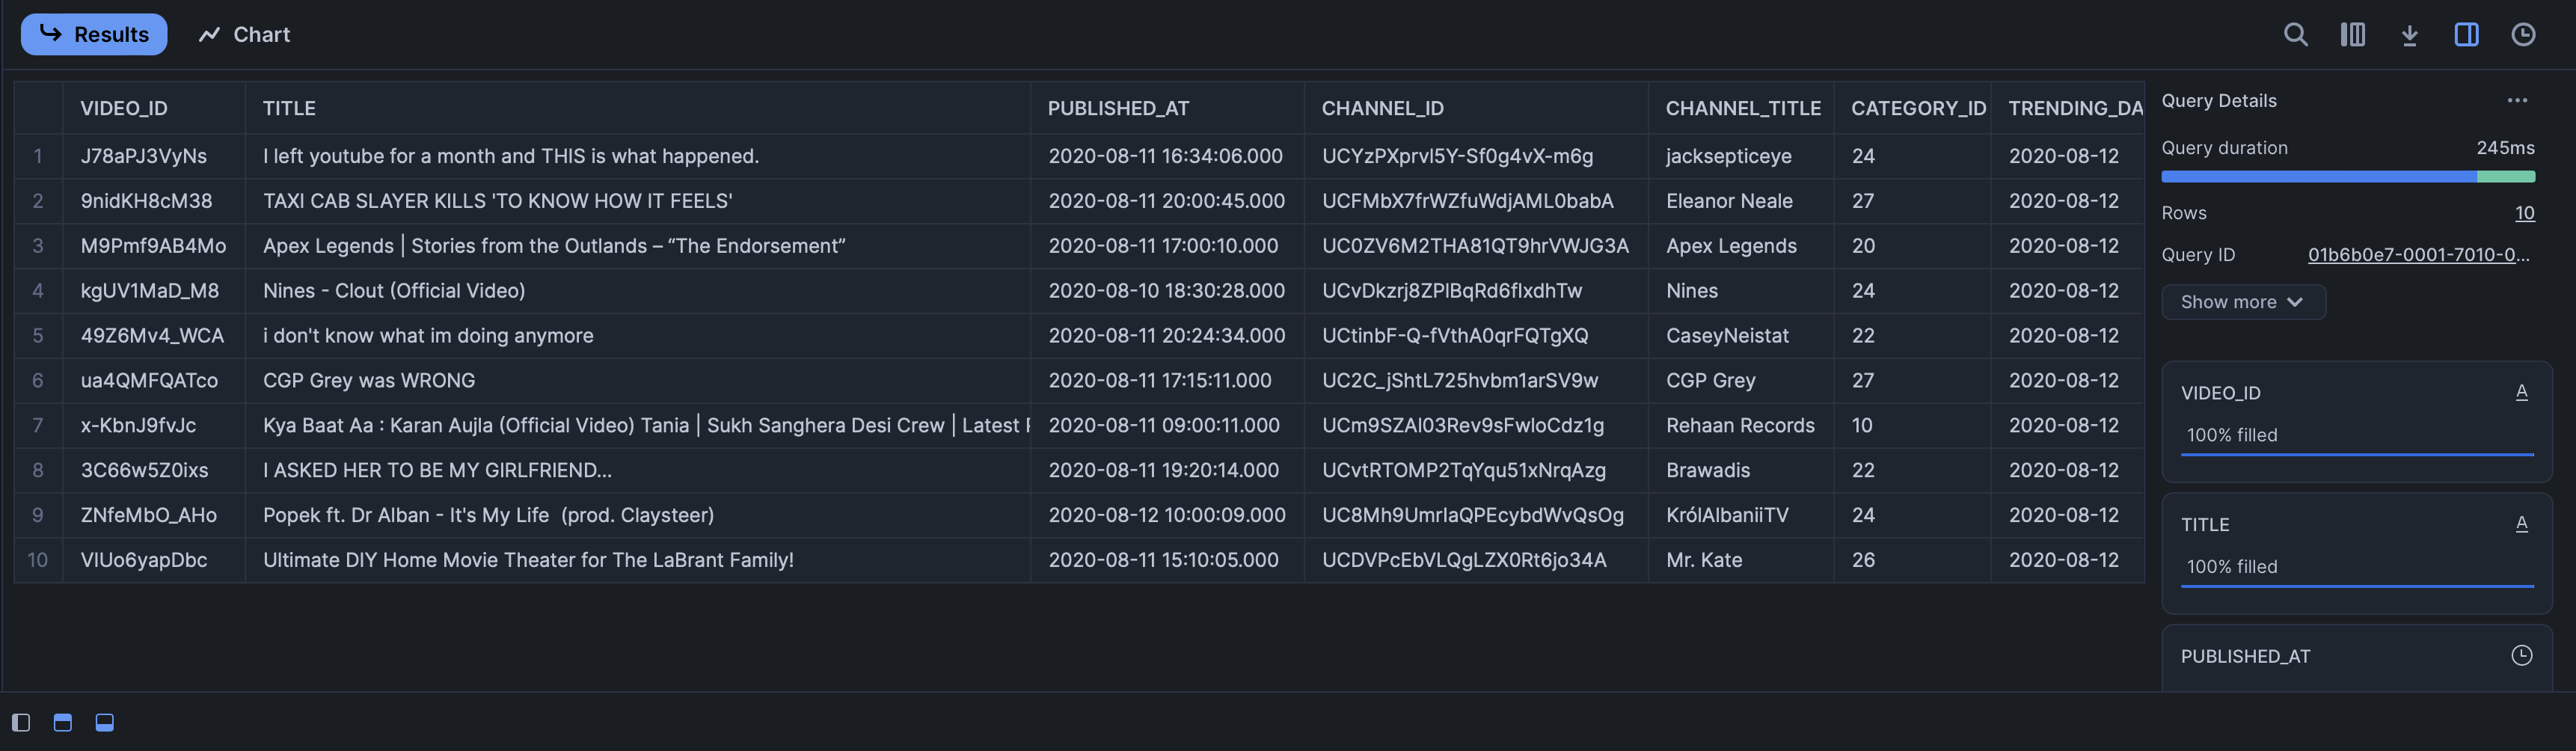 Results Chart
VIDEO_ID TITLE PUBLISHED_AT CHANNEL_ID CHANNEL_TITLE CATEGORY_ID TRENDING_DA
1 J78aPJ3VyNs I left youtube for a month and THIS is what happened. 2020-08-11 16:34:06.000 UCYzPXprvl5Y-Sf0g4vX-m6g jacksepticeye 24 2020-08-12
2 9nidKH8cM38 TAXI CAB SLAYER KILLS 'TO KNOW HOW IT FEELS' 2020-08-11 20:00:45.000 UCFMbX7frWZfuWdjAML0babA Eleanor Neale 27 2020-08-12
3 M9Pmf9AB4Mo Apex Legends | Stories from the Outlands – “The Endorsement” 2020-08-11 17:00:10.000 UC0ZV6M2THA81QT9hrVWJG3A Apex Legends 20 2020-08-12
4 kgUV1MaD_M8 Nines - Clout (Official Video) 2020-08-10 18:30:28.000 UCvDkzrj8ZPlBqRd6fIxdhTw Nines 24 2020-08-12
5 49Z6Mv4_WCA i don't know what im doing anymore 2020-08-11 20:24:34.000 UCtinbF-Q-fVthA0qrFQTgXQ CaseyNeistat 22 2020-08-12
6 ua4QMFQATco CGP Grey was WRONG 2020-08-11 17:15:11.000 UC2C_jShtL725hvbm1arSV9w CGP Grey 27 2020-08-12
7 x-KbnJ9fvJc Kya Baat Aa : Karan Aujla (Official Video) Tania | Sukh Sanghera Desi Crew | Latest 2020-08-11 09:00:11.000 UCm9SZAl03Rev9sFwloCdz1g Rehaan Records 10 2020-08-12
8 3C66w5Z0ixs I ASKED HER TO BE MY GIRLFRIEND... 2020-08-11 19:20:14.000 UCvtRTOMP2TqYqu51xNrqAzg Brawadis 22 2020-08-12
9 ZNfeMbO_AHo Popek ft. Dr Alban - It's My Life  (prod. Claysteer) 2020-08-12 10:00:09.000 UC8Mh9UmrIaQPEcybdWvQsOg KrólAlbaniiTV 24 2020-08-12
10 VIUo6yapDbc Ultimate DIY Home Movie Theater for The LaBrant Family! 2020-08-11 15:10:05.000 UCDVPcEbVLQgLZX0Rt6jo34A Mr. Kate 26 2020-08-12
Query Details ...
Query duration 245ms
Rows 10
Query ID 01b6b0e7-0001-7010-0...
Show more
VIDEO_ID A
100% filled
TITLE A
100% filled
PUBLISHED_AT